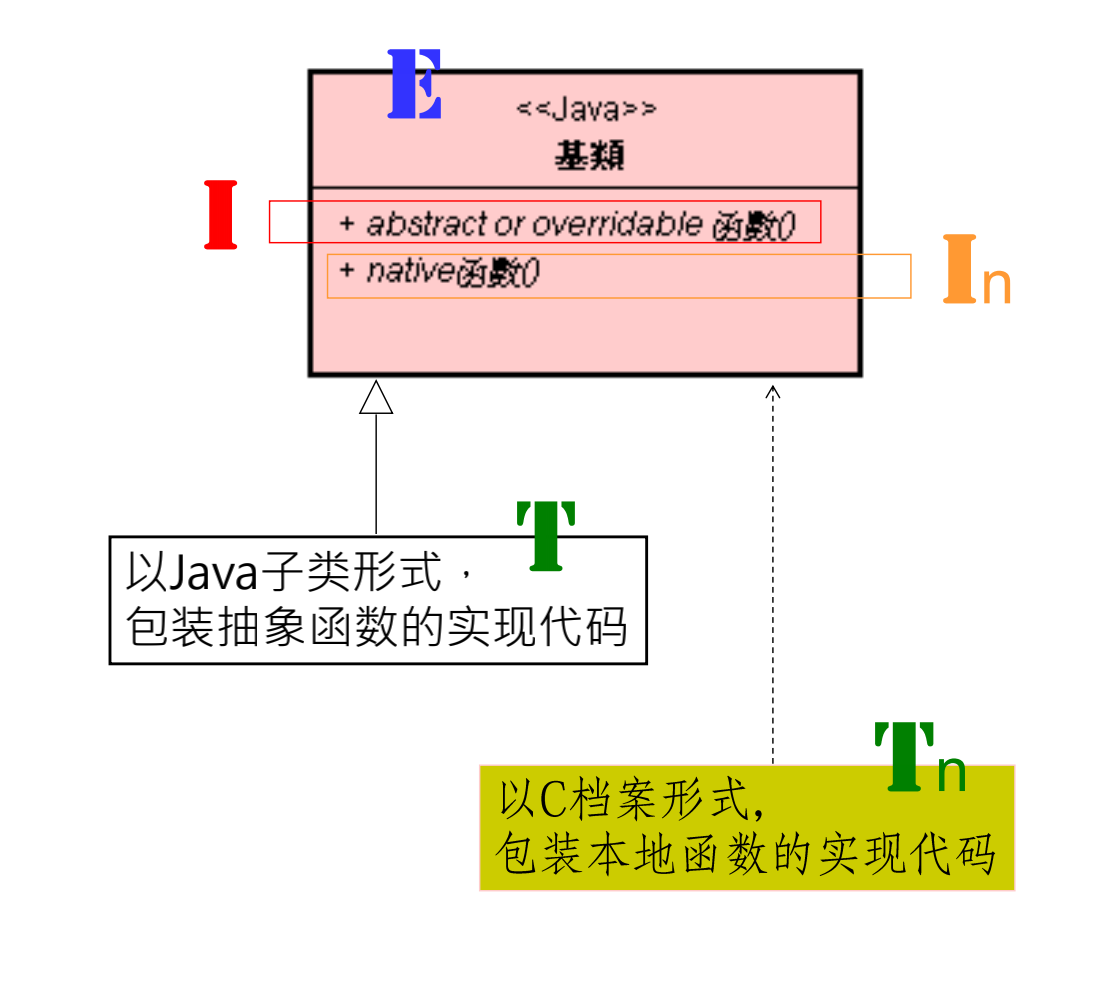 E
<<Java>>
基類
I
+ abstract or overridable 函數()
+ native函數()
In
T
以Java子类形式，
包装抽象函数的实现代码
Tn
以C档案形式,
包装本地函数的实现代码